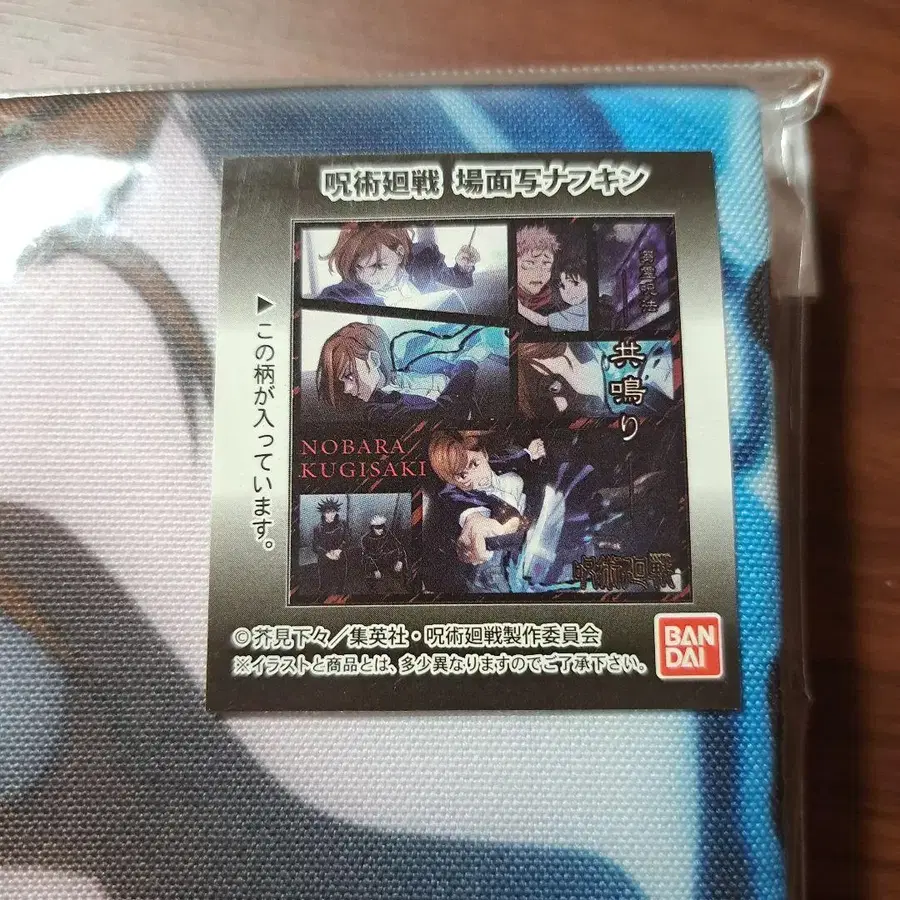 呪術廻戦 場面写ナフキン
▶この柄が入っています。
芻霊呪法
共鳴り
NOBARA
KUGISAKI
呪術廻戦
©芥見下々／集英社・呪術廻戦製作委員会
※イラストと商品とは、多少異なりますのでご了承下さい。
BAN
DAI